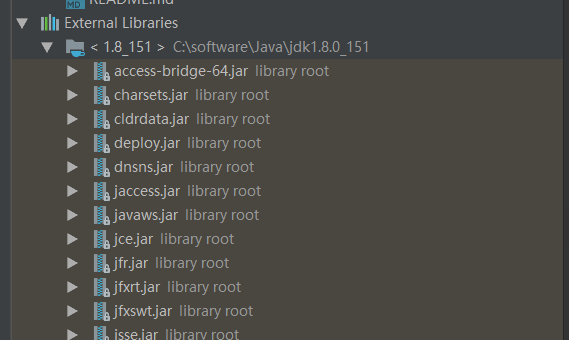 README.md
MD
External Libraries
< 1.8_151 > C:\software\Java\jdk1.8.0_151
access-bridge-64.jar library root
charsets.jar library root
cldrdata.jar library root
deploy.jar library root
dnsns.jar library root
jaccess.jar library root
javaws.jar library root
jce.jar library root
jfr.jar library root
jfxrt.jar library root
jfxswt.jar library root
jsse.jar library root